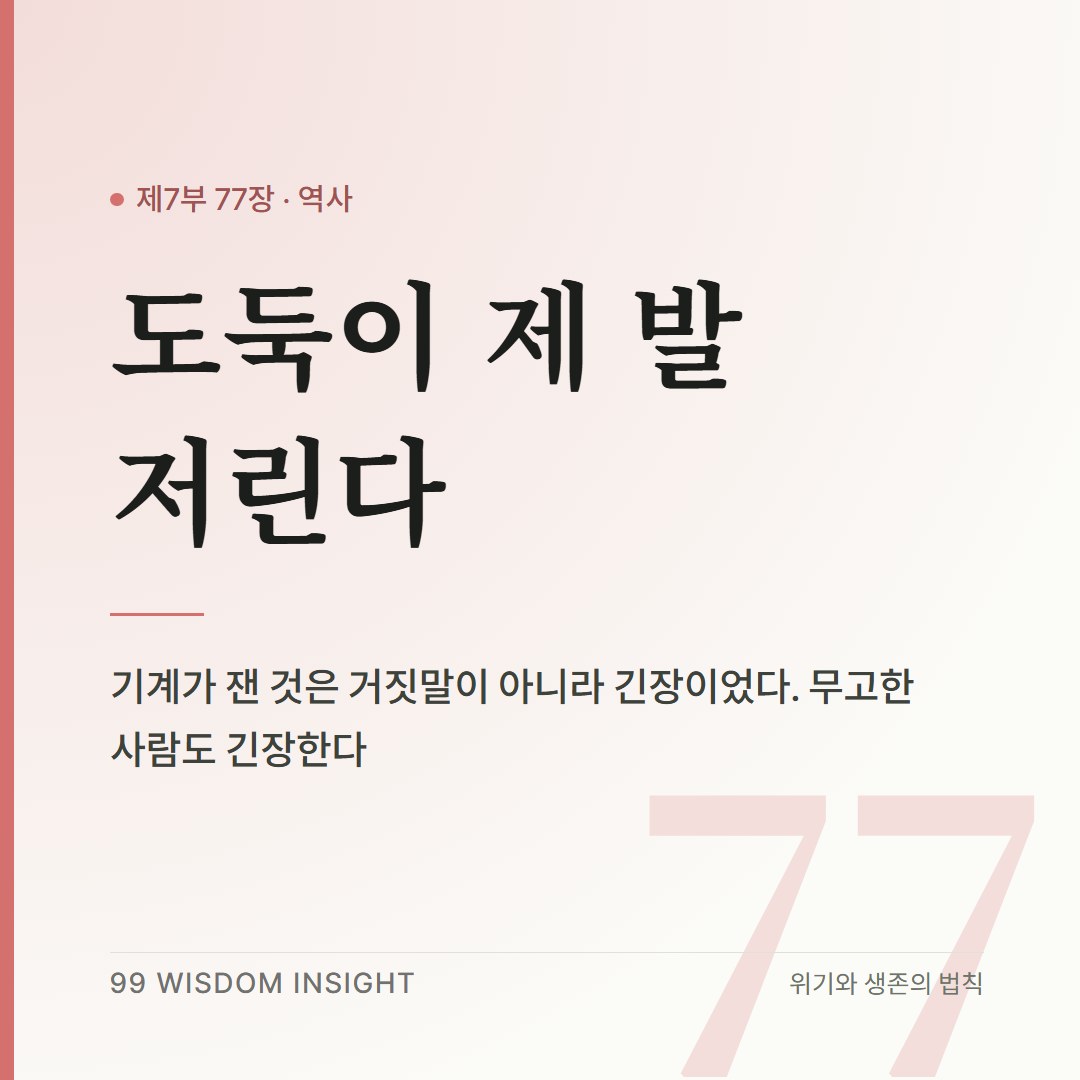 제7부 77장 · 역사
도둑이 제 발
저린다
기계가 잰 것은 거짓말이 아니라 긴장이었다. 무고한
사람도 긴장한다
77
99 WISDOM INSIGHT
위기와 생존의 법칙